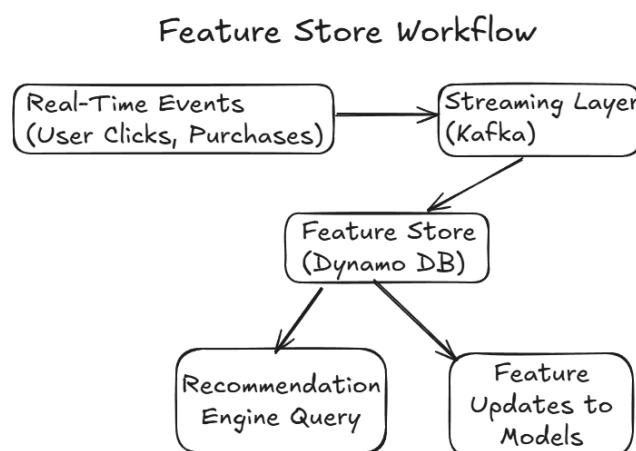 Feature Store Workflow
Real-Time Events
(User Clicks, Purchases)
Streaming Layer
(Kafka)
Feature Store
(Dynamo DB)
Recommendation
Engine Query
Feature
Updates to
Models